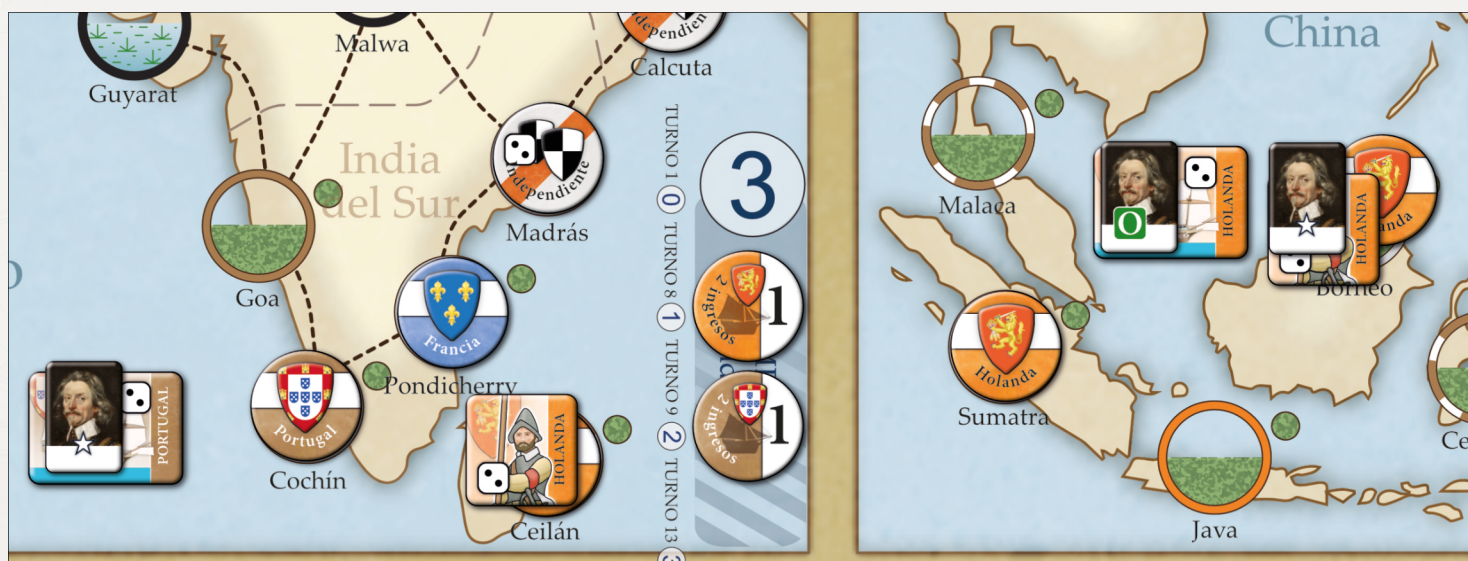 Malwa
Guyarat
Independiente
Calcuta
India
del Sur
Independiente
Madrás
Goa
Francia
Pondicherry
Portugal
Cochín
PORTUGAL
HOLANDA
Ceilán
TURNO 1
0
TURNO 8
1
TURNO 9
2
TURNO 13
3
3
2 ingresos
1
2 ingresos
1
China
Malaca
O
HOLANDA
HOLANDA
Borneo
Holanda
Sumatra
Java